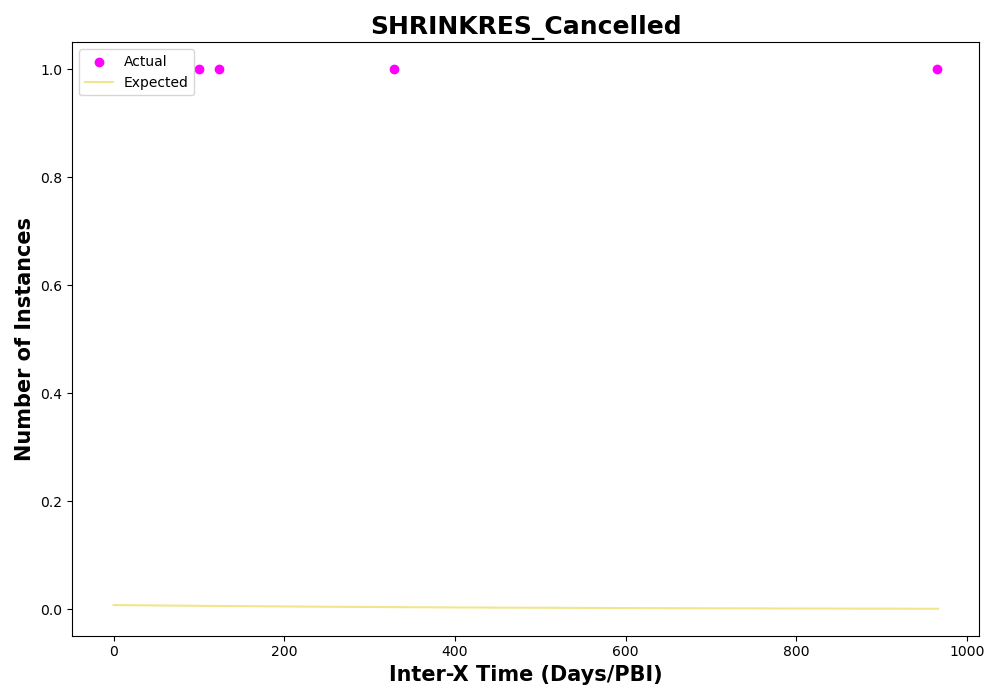 SHRINKRES_Cancelled
Actual
Expected
1.0
0.8
0.6
0.4
0.2
0.0
Number of Instances
0
200
400
600
800
1000
Inter-X Time (Days/PBI)